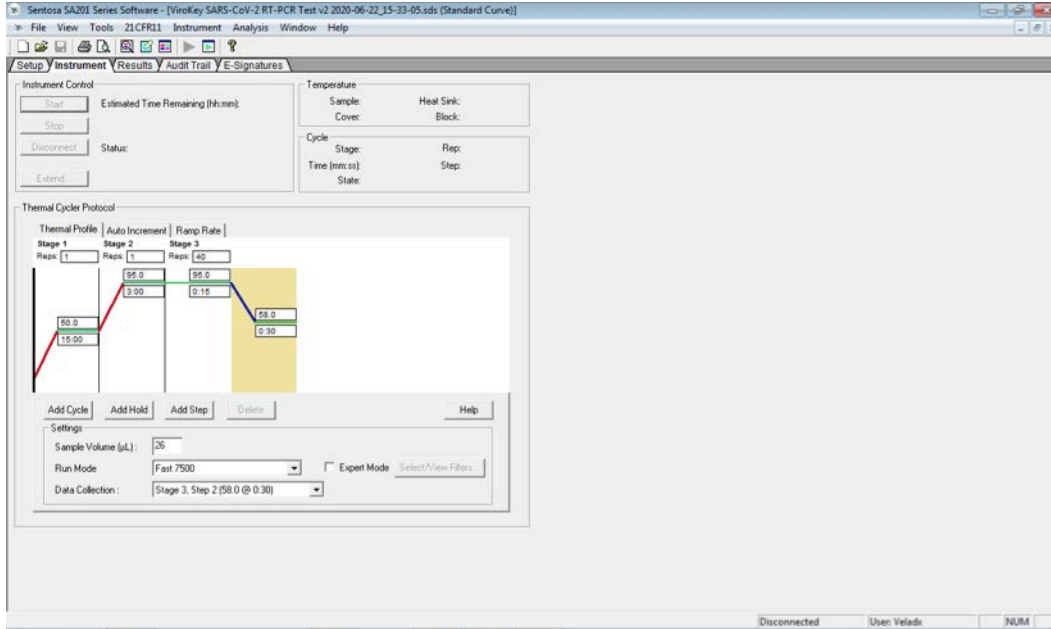 Sentosa SA201 Series Software - [ViroKey SARS-CoV-2 RT-PCR Test v2 2020-06-22_15-33-05.sds (Standard Curve)]
File View Tools 21CFR11 Instrument Analysis Window Help
Setup Instrument Results Audit Trail E-Signatures
Instrument Control
Start Estimated Time Remaining (hh:mm):
Stop
Disconnect Status:
Extend...
Temperature
Sample: Heat Sink:
Cover: Block:
Cycle
Stage: Rep:
Time (mm:ss): Step:
State:
Thermal Cycler Protocol
Thermal Profile Auto Increment Ramp Rate
Stage 1 Stage 2 Stage 3
Reps: 1 Reps: 1 Reps: 40
95.0 95.0
3:00 0:15
58.0
50.0 0:30
15:00
Add Cycle Add Hold Add Step Delete Help
Settings
Sample Volume (µL) : 26
Run Mode Fast 7500 Expert Mode Select/View Filters...
Data Collection : Stage 3, Step 2 (58.0 @ 0:30)
Disconnected User: Veladx NUM